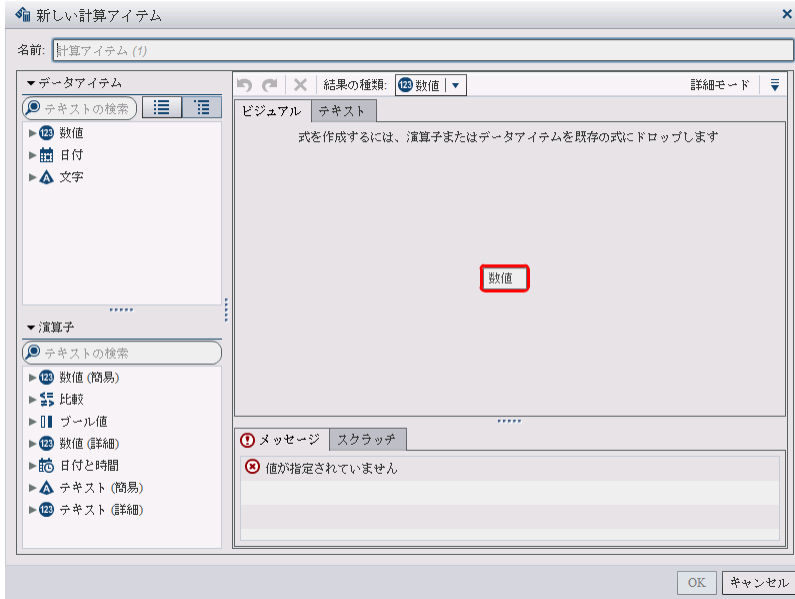 新しい計算アイテム
名前: 計算アイテム (1)
データアイテム
テキストの検索
数値
日付
文字
演算子
テキストの検索
数値 (簡易)
比較
ブール値
数値 (詳細)
日付と時間
テキスト (簡易)
テキスト (詳細)
結果の種類: 数値 詳細モード
ビジュアル テキスト
式を作成するには、演算子またはデータアイテムを既存の式にドロップします
数値
メッセージ スクラッチ
値が指定されていません
OK キャンセル